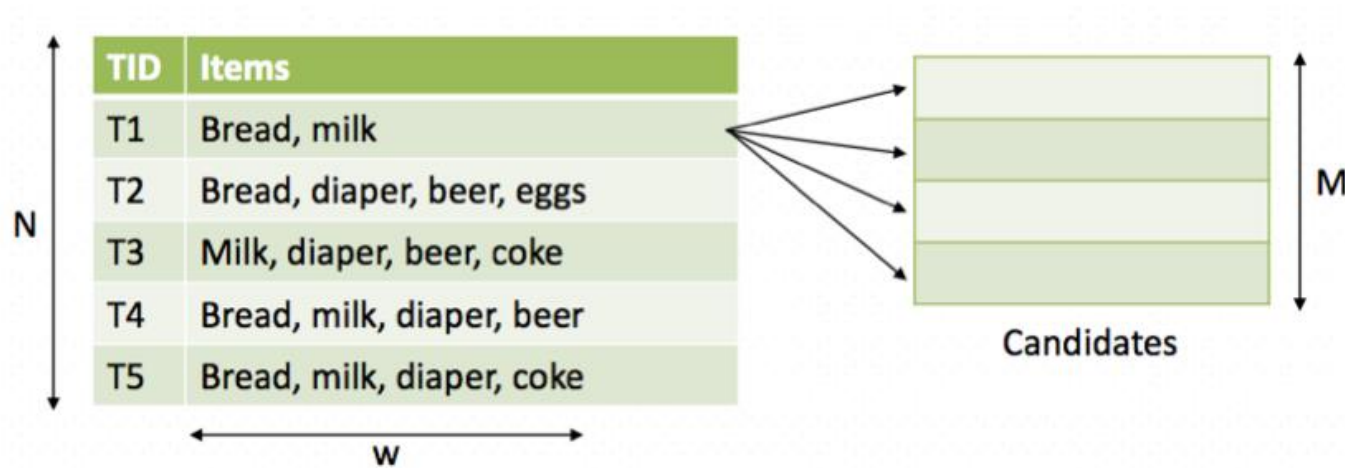 TID Items
T1 Bread, milk
T2 Bread, diaper, beer, eggs
N
T3 Milk, diaper, beer, coke
T4 Bread, milk, diaper, beer
T5 Bread, milk, diaper, coke
w
M
Candidates